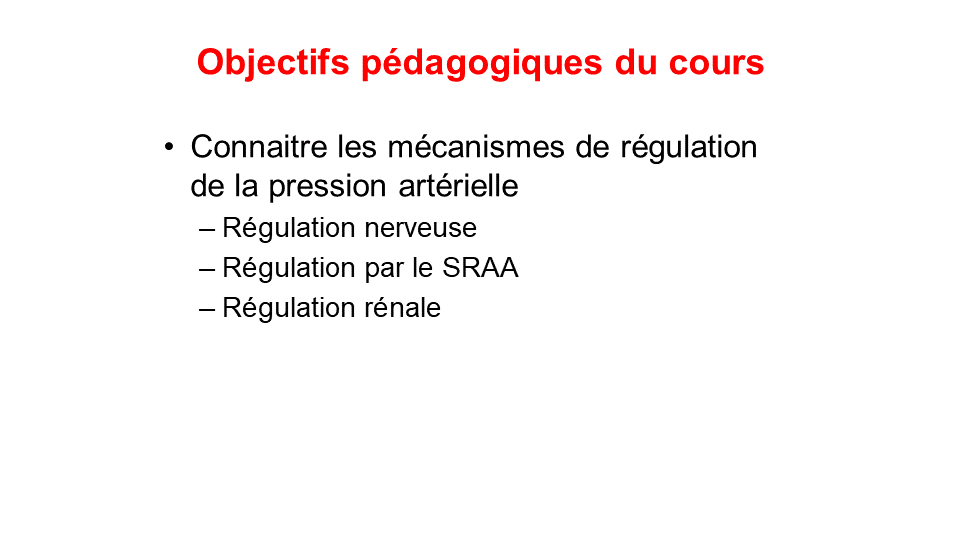 Objectifs pédagogiques du cours
• Connaitre les mécanismes de régulation
de la pression artérielle
– Régulation nerveuse
– Régulation par le SRAA
– Régulation rénale